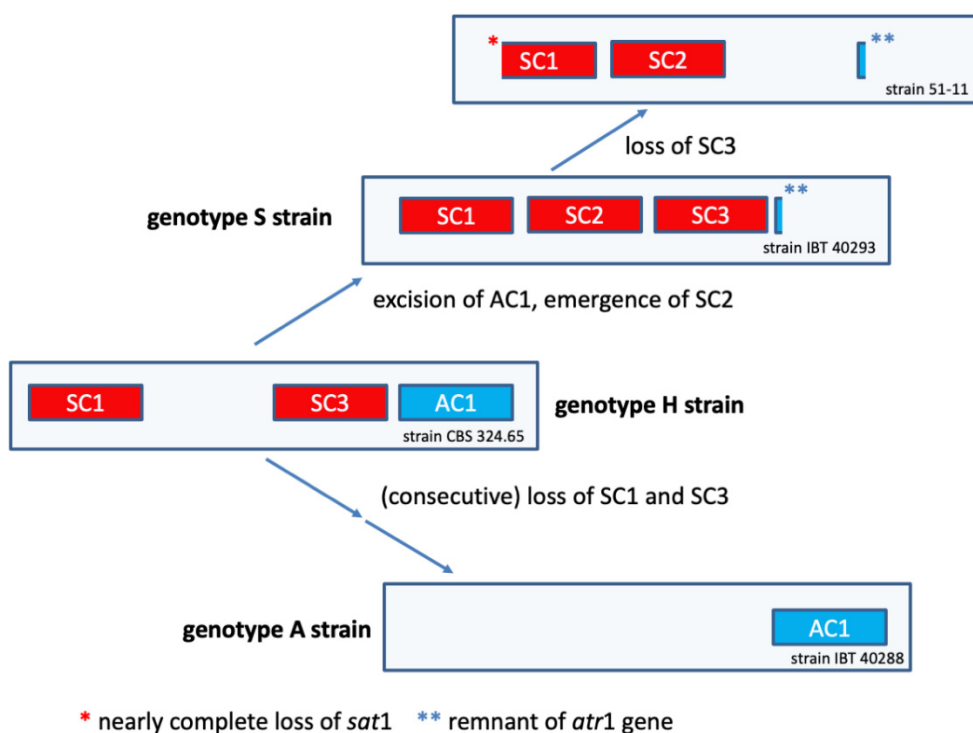 * SC1 SC2 **
strain 51-11
loss of SC3
**
genotype S strain SC1 SC2 SC3
strain IBT 40293
excision of AC1, emergence of SC2
SC1 SC3 AC1 genotype H strain
strain CBS 324.65
(consecutive) loss of SC1 and SC3
genotype A strain AC1
strain IBT 40288
* nearly complete loss of sat1 ** remnant of atr1 gene